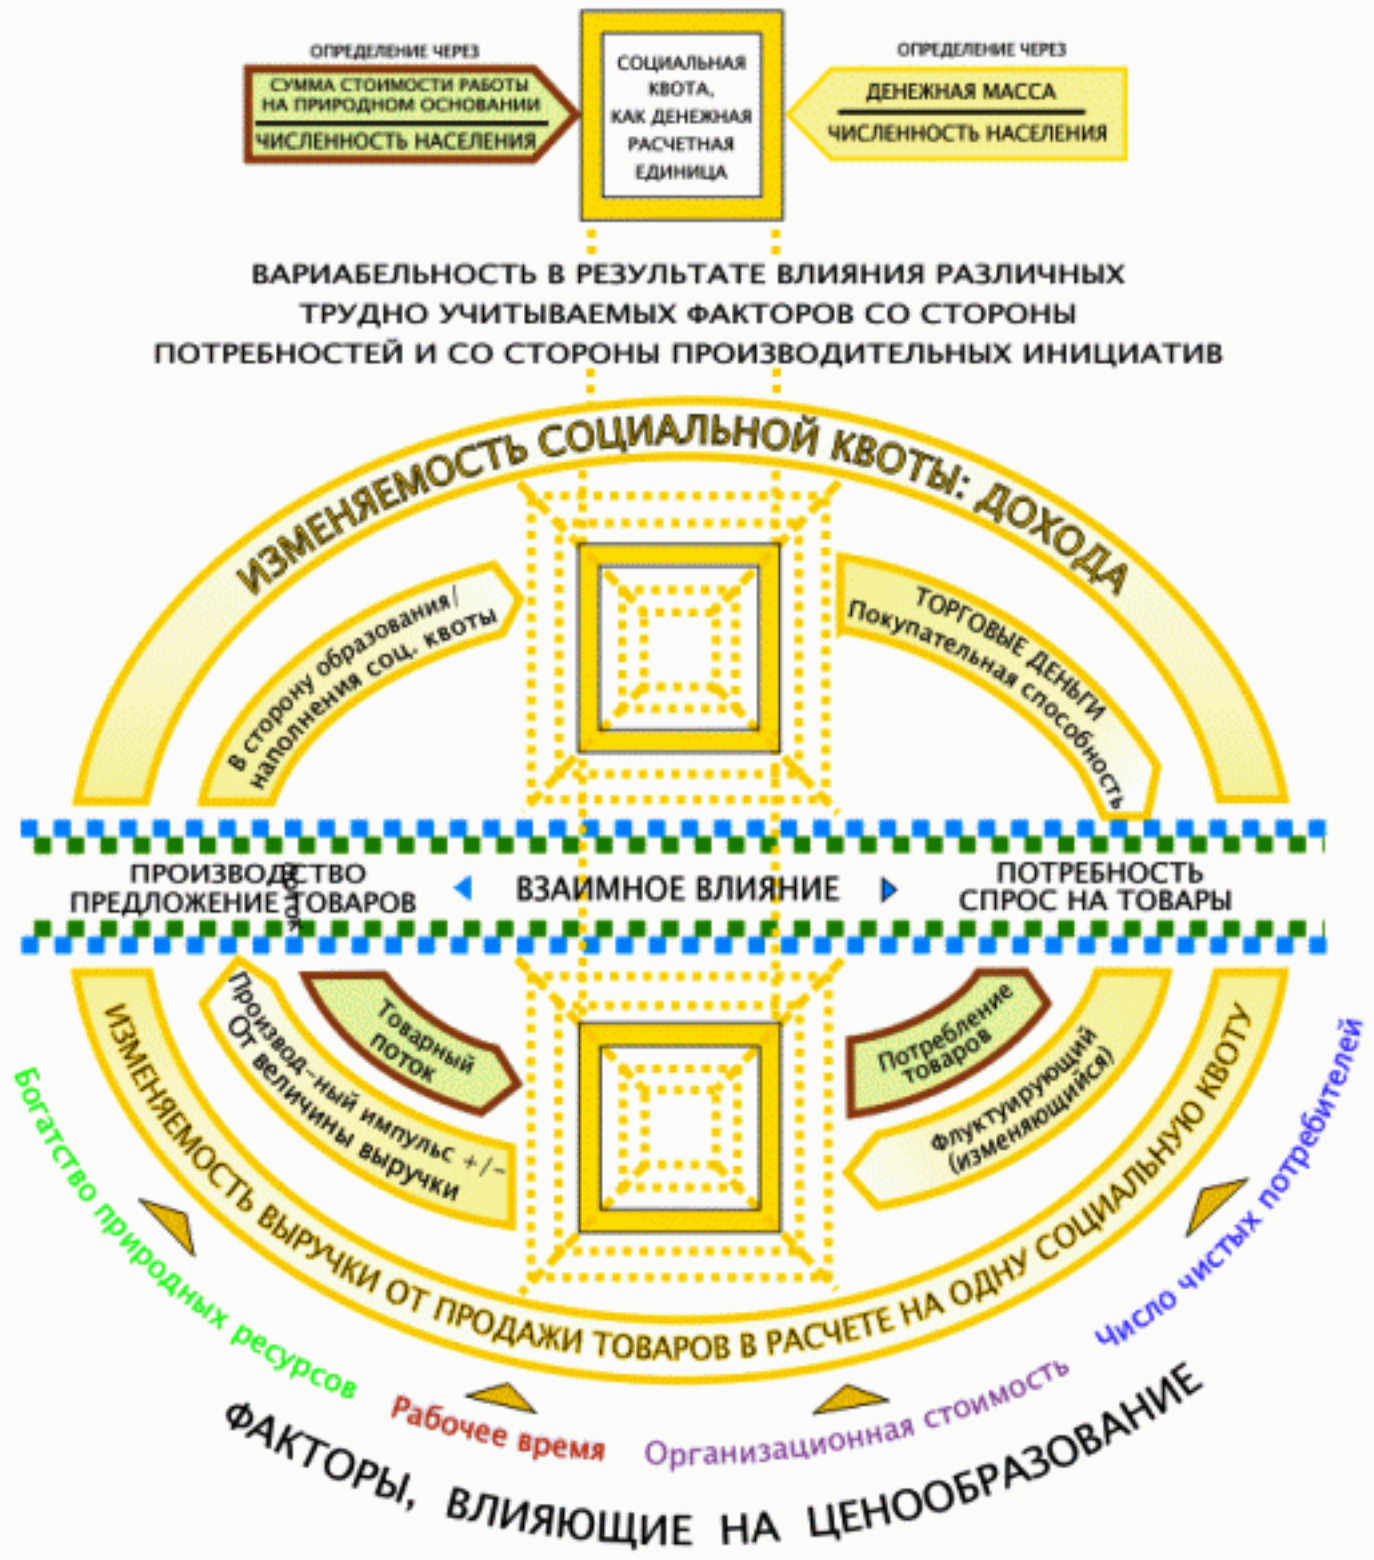 ОПРЕДЕЛЕНИЕ ЧЕРЕЗ
СУММА СТОИМОСТИ РАБОТЫ
НА ПРИРОДНОМ ОСНОВАНИИ
ЧИСЛЕННОСТЬ НАСЕЛЕНИЯ
СОЦИАЛЬНАЯ
КВОТА,
КАК ДЕНЕЖНАЯ
РАСЧЕТНАЯ
ЕДИНИЦА
ОПРЕДЕЛЕНИЕ ЧЕРЕЗ
ДЕНЕЖНАЯ МАССА
ЧИСЛЕННОСТЬ НАСЕЛЕНИЯ
ВАРИАБЕЛЬНОСТЬ В РЕЗУЛЬТАТЕ ВЛИЯНИЯ РАЗЛИЧНЫХ
ТРУДНО УЧИТЫВАЕМЫХ ФАКТОРОВ СО СТОРОНЫ
ПОТРЕБНОСТЕЙ И СО СТОРОНЫ ПРОИЗВОДИТЕЛЬНЫХ ИНИЦИАТИВ
ИЗМЕНЯЕМОСТЬ СОЦИАЛЬНОЙ КВОТЫ: ДОХОДА
В сторону образования/
наполнения соц. квоты
ТОРГОВЫЕ ДЕНЬГИ
Покупательная способность
ПРОИЗВОДСТВО
ПРЕДЛОЖЕНИЕ ТОВАРОВ
ВЗАИМНОЕ ВЛИЯНИЕ
ПОТРЕБНОСТЬ
СПРОС НА ТОВАРЫ
Товарный
поток
Производ-ный импульс +/-
От величины выручки
Потребление
товаров
Флуктуирующий
(изменяющийся)
ИЗМЕНЯЕМОСТЬ ВЫРУЧКИ ОТ ПРОДАЖИ ТОВАРОВ В РАСЧЕТЕ НА ОДНУ СОЦИАЛЬНУЮ КВОТУ
Богатство природных ресурсов
Рабочее время
Организационная стоимость
Число чистых потребителей
ФАКТОРЫ, ВЛИЯЮЩИЕ НА ЦЕНООБРАЗОВАНИЕ